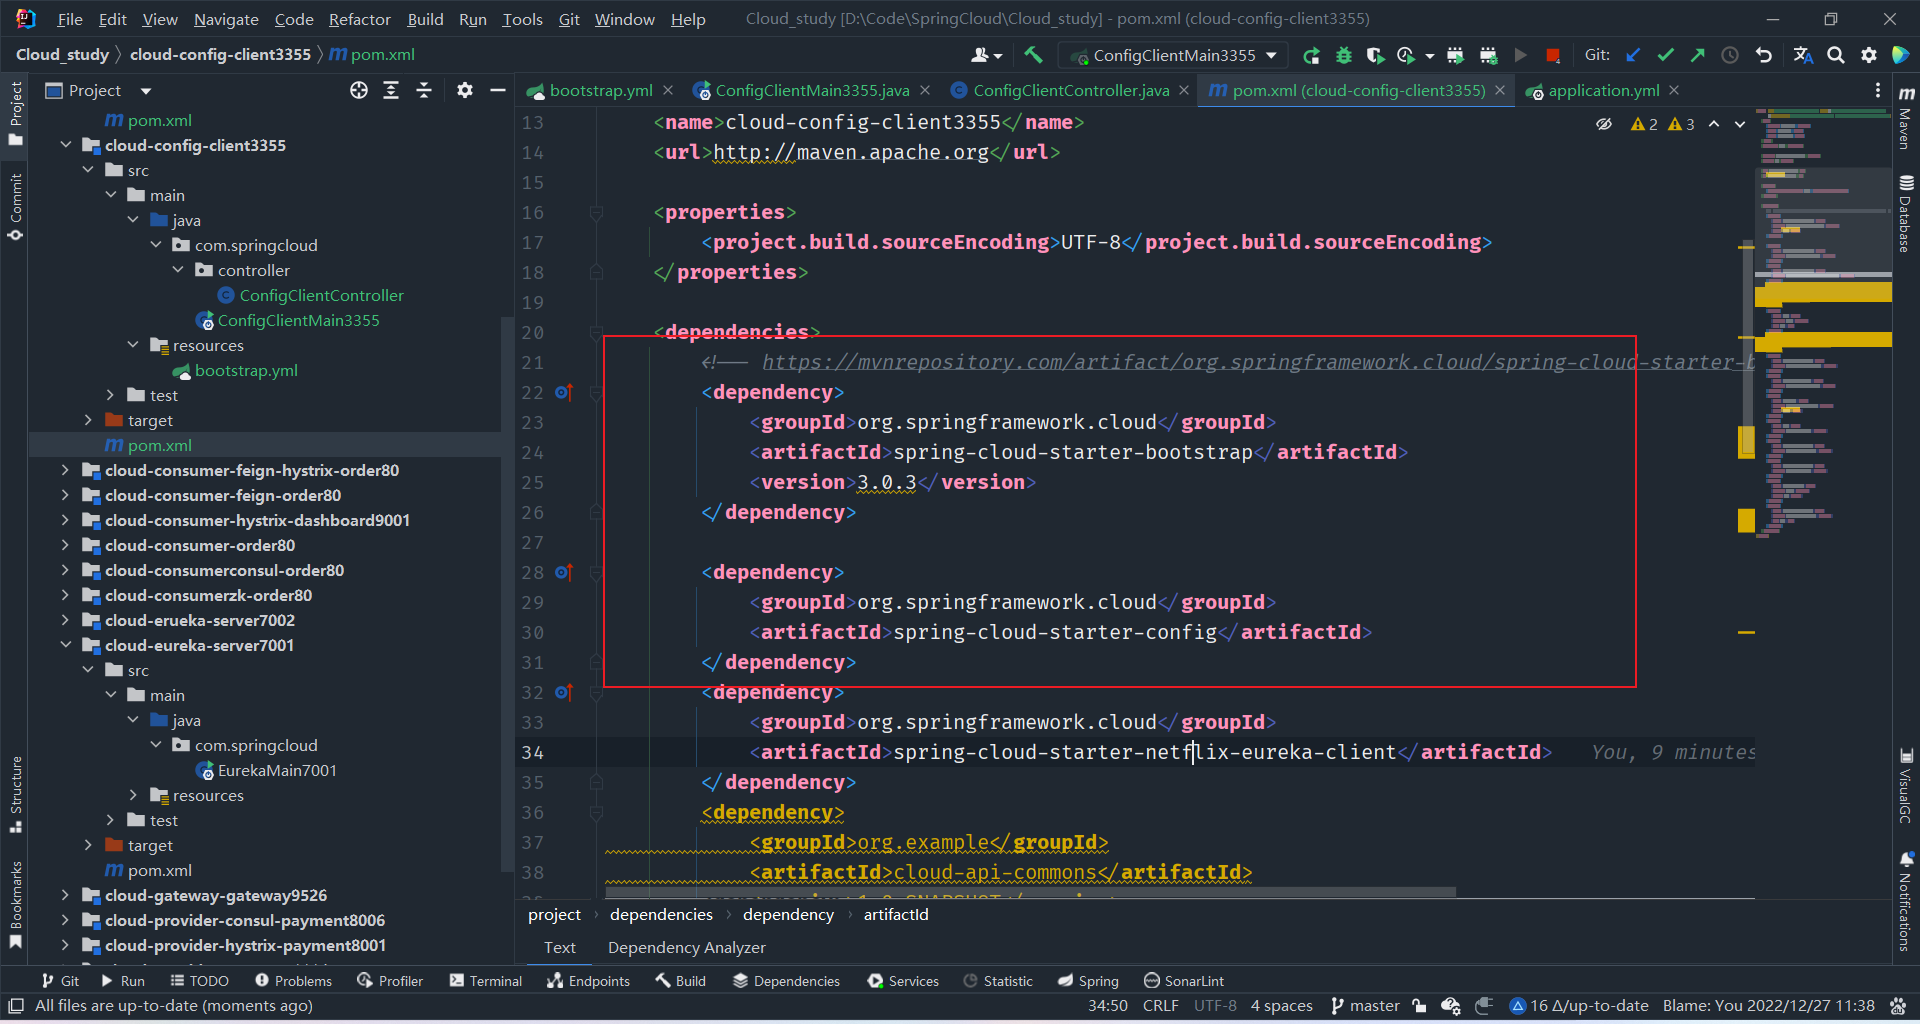 File Edit View Navigate Code Refactor Build Run Tools Git Window Help Cloud_study [D:\Code\SpringCloud\Cloud_study] - pom.xml (cloud-config-client3355)
Cloud_study cloud-config-client3355 m pom.xml ConfigClientMain3355 Git:
Project
bootstrap.yml ConfigClientMain3355.java ConfigClientController.java pom.xml (cloud-config-client3355) application.yml
Project
Commit
Structure
Bookmarks
pom.xml
cloud-config-client3355
src
main
java
com.springcloud
controller
ConfigClientController
ConfigClientMain3355
resources
bootstrap.yml
test
target
pom.xml
cloud-consumer-feign-hystrix-order80
cloud-consumer-feign-order80
cloud-consumer-hystrix-dashboard9001
cloud-consumer-order80
cloud-consumerconsul-order80
cloud-consumerzk-order80
cloud-erueka-server7002
cloud-eureka-server7001
src
main
java
com.springcloud
EurekaMain7001
resources
test
target
pom.xml
cloud-gateway-gateway9526
cloud-provider-consul-payment8006
cloud-provider-hystrix-payment8001
2 3
13 <name>cloud-config-client3355</name>
14 <url>http://maven.apache.org</url>
15
16 <properties>
17 <project.build.sourceEncoding>UTF-8</project.build.sourceEncoding>
18 </properties>
19
20 <dependencies>
21 <!-- https://mvnrepository.com/artifact/org.springframework.cloud/spring-cloud-starter-b
22 <dependency>
23 <groupId>org.springframework.cloud</groupId>
24 <artifactId>spring-cloud-starter-bootstrap</artifactId>
25 <version>3.0.3</version>
26 </dependency>
27
28 <dependency>
29 <groupId>org.springframework.cloud</groupId>
30 <artifactId>spring-cloud-starter-config</artifactId>
31 </dependency>
32 <dependency>
33 <groupId>org.springframework.cloud</groupId>
34 <artifactId>spring-cloud-starter-netflix-eureka-client</artifactId> You, 9 minutes
35 </dependency>
36 <dependency>
37 <groupId>org.example</groupId>
38 <artifactId>cloud-api-commons</artifactId>
project dependencies dependency artifactId
Text Dependency Analyzer
Maven
Database
VisualGC
Notifications
Git Run TODO Problems Profiler Terminal Endpoints Build Dependencies Services Statistic Spring SonarLint
All files are up-to-date (moments ago) 34:50 CRLF UTF-8 4 spaces master 16 Δ/up-to-date Blame: You 2022/12/27 11:38